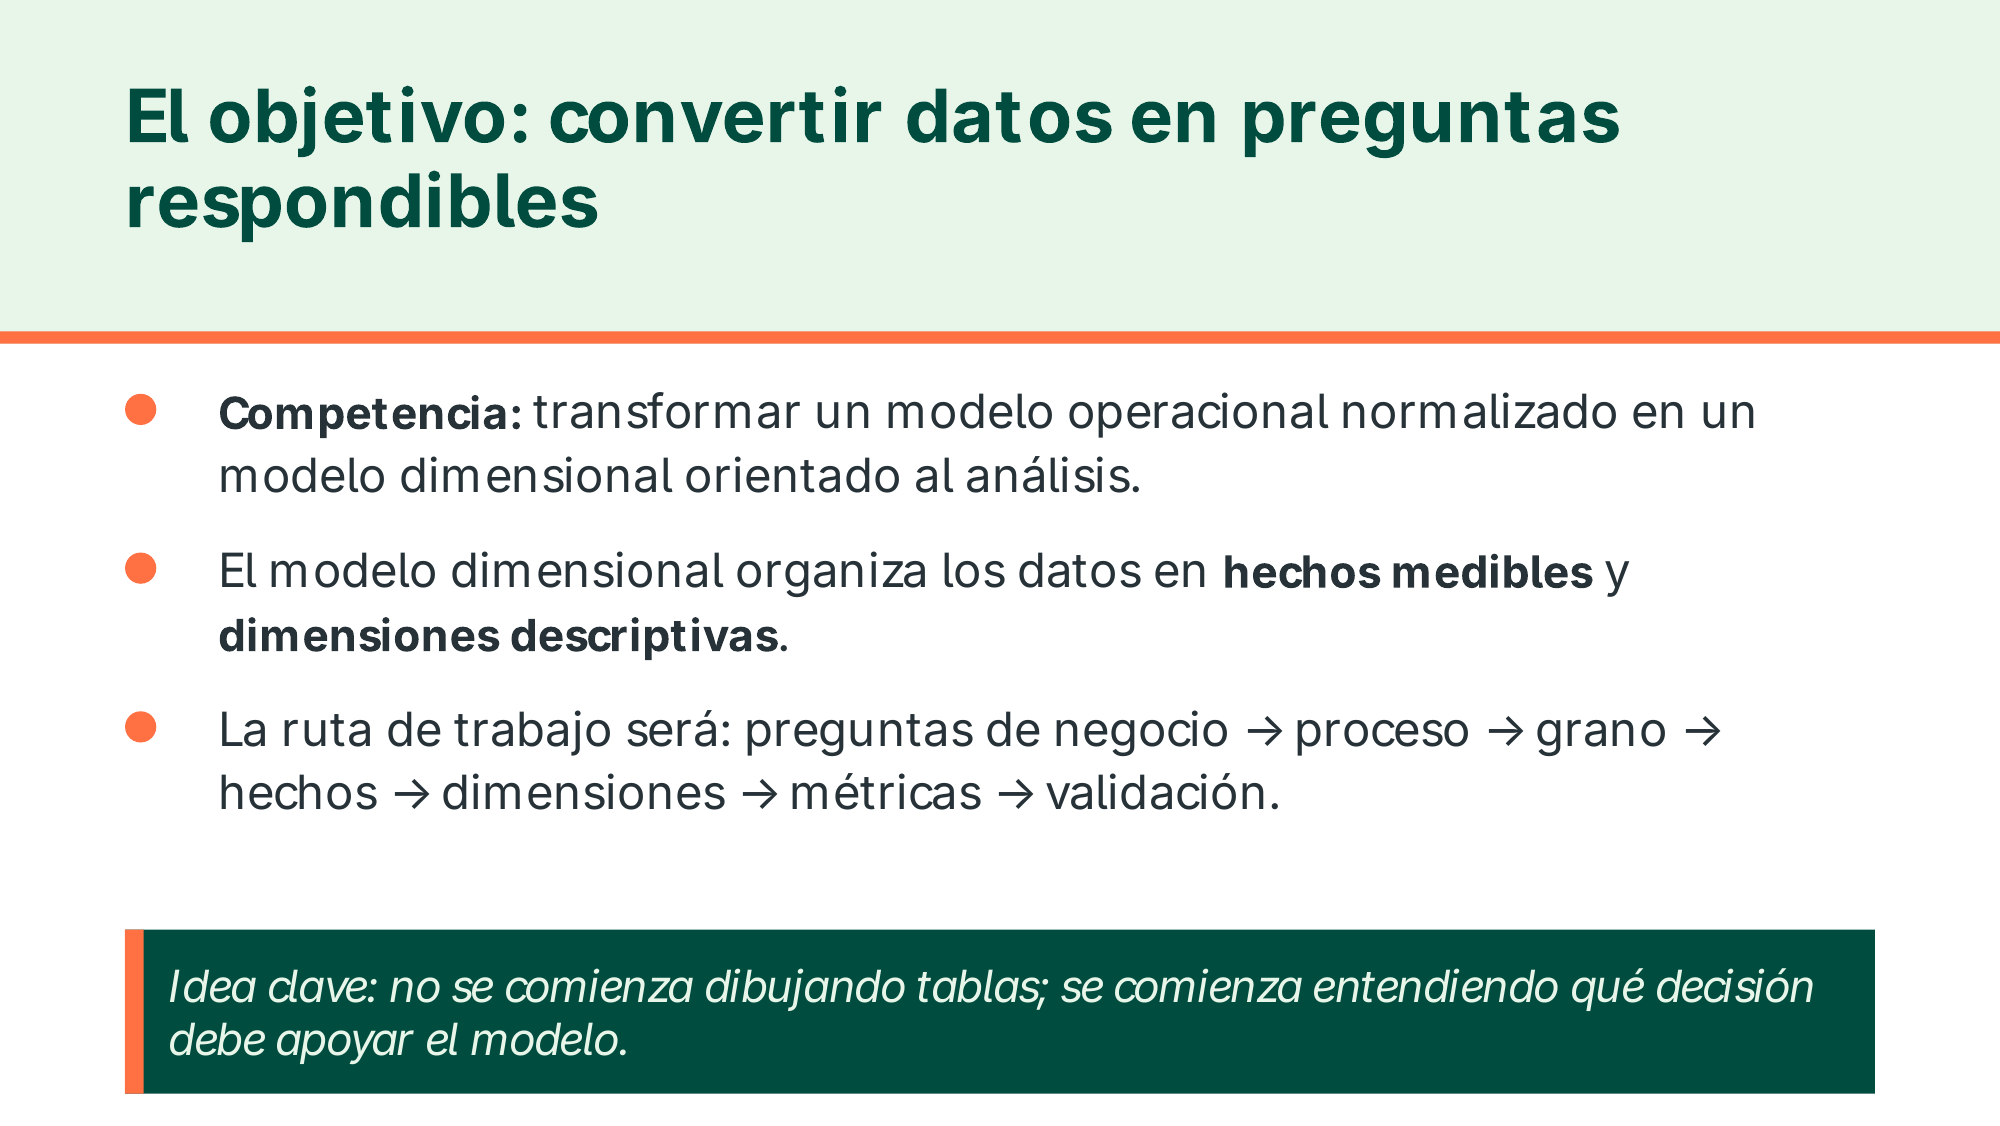 El objetivo: convertir datos en preguntas
respondibles
Competencia: transformar un modelo operacional normalizado en un
modelo dimensional orientado al análisis.
El modelo dimensional organiza los datos en hechos medibles y
dimensiones descriptivas.
La ruta de trabajo será: preguntas de negocio → proceso → grano →
hechos → dimensiones → métricas → validación.
Idea clave: no se comienza dibujando tablas; se comienza entendiendo qué decisión
debe apoyar el modelo.